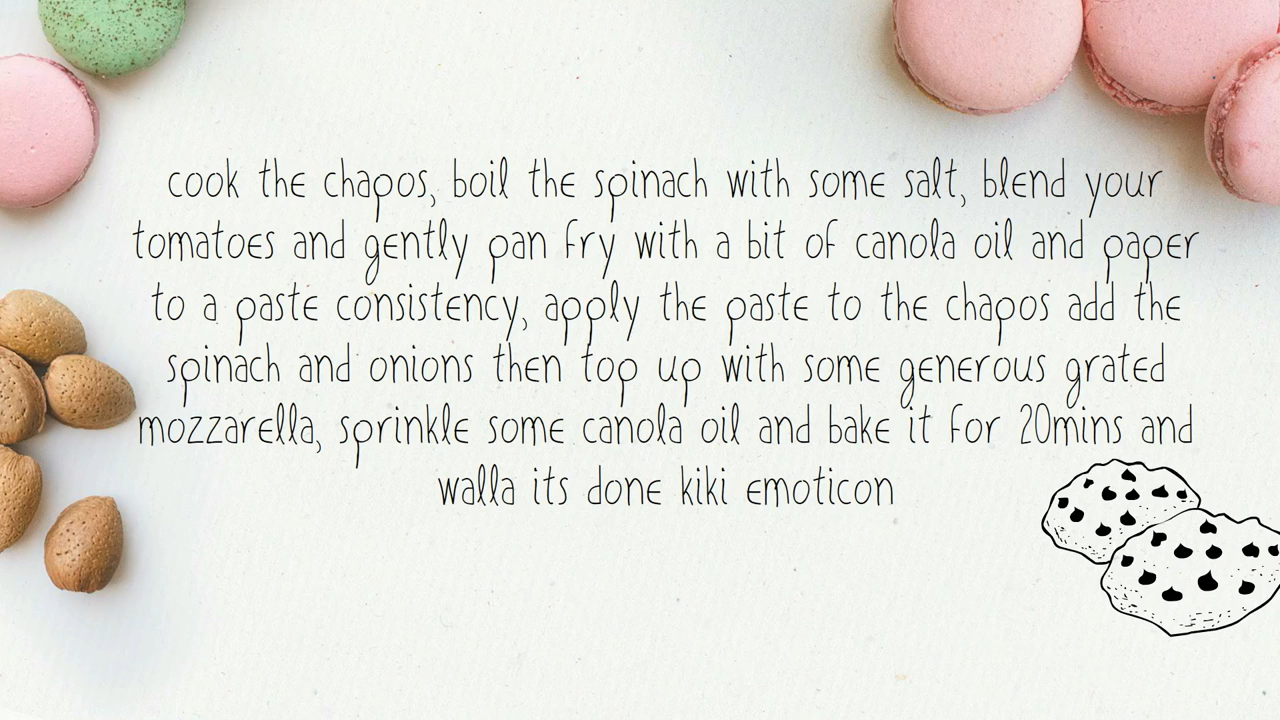 cook the chapos, boil the spinach with some salt, blend your
tomatoes and gently pan fry with a bit of canola oil and paper
to a paste consistency, apply the paste to the chapos add the
spinach and onions then top up with some generous grated
mozzarella, sprinkle some canola oil and bake it for 20mins and
walla its done kiki emoticon